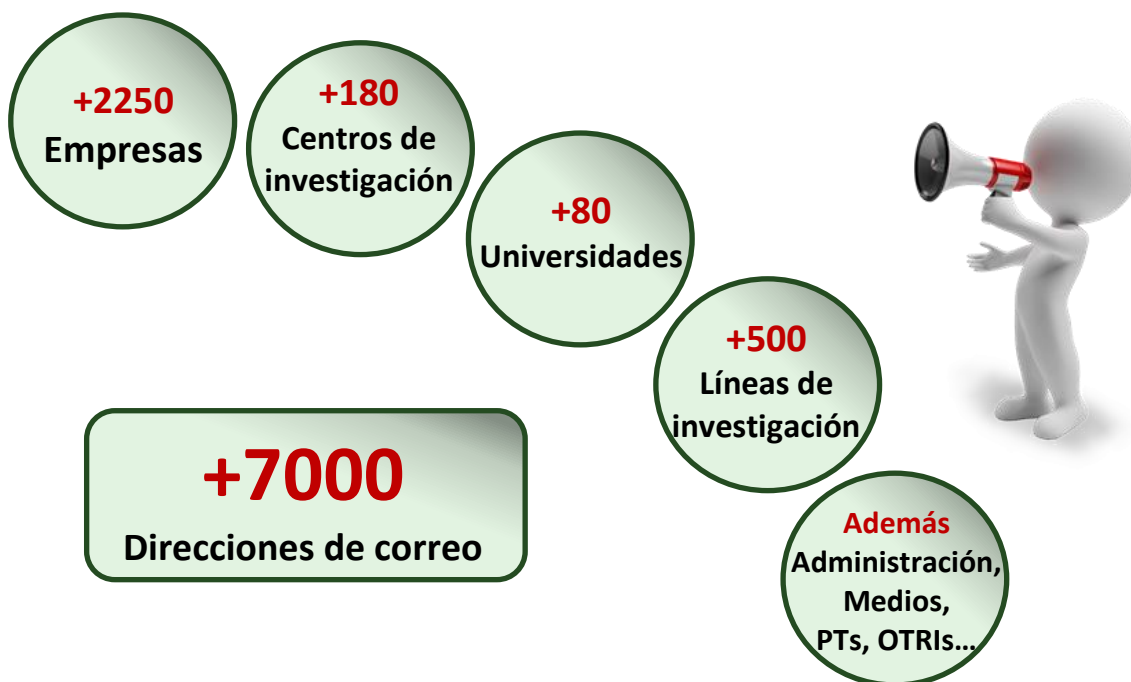 +2250
Empresas
+180
Centros de
investigación
+80
Universidades
+500
Líneas de
investigación
+7000
Direcciones de correo
Además
Administración,
Medios,
PTs, OTRIs...